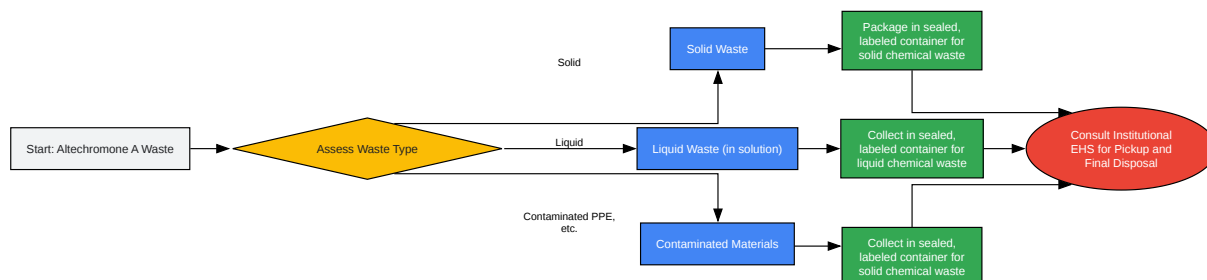 Start: Altechromone A Waste
Assess Waste Type
Solid
Solid Waste
Package in sealed,
labeled container for
solid chemical waste
Liquid
Liquid Waste (in solution)
Collect in sealed,
labeled container for
liquid chemical waste
Contaminated PPE,
etc.
Contaminated Materials
Collect in sealed,
labeled container for
solid chemical waste
Consult Institutional
EHS for Pickup and
Final Disposal